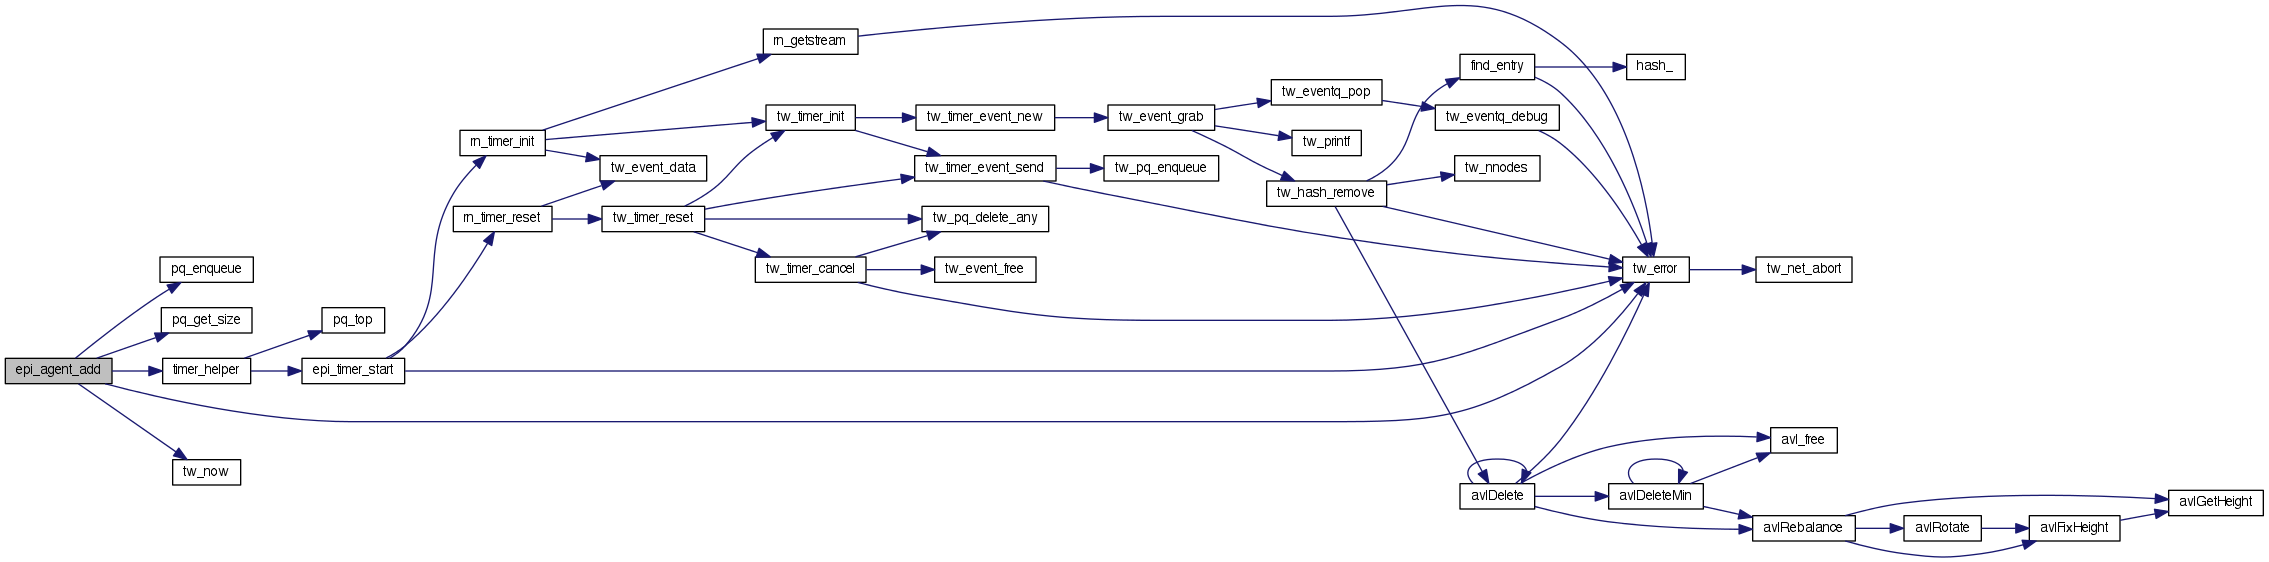 epi_agent_add
pq_enqueue
pq_get_size
timer_helper
tw_now
pq_top
epi_timer_start
rn_timer_init
rn_timer_reset
rn_getstream
tw_timer_init
tw_event_data
tw_timer_reset
tw_timer_cancel
tw_timer_event_new
tw_timer_event_send
tw_pq_delete_any
tw_event_free
tw_event_grab
tw_pq_enqueue
tw_eventq_pop
tw_printf
tw_hash_remove
find_entry
tw_eventq_debug
tw_nnodes
hash_
tw_error
tw_net_abort
avlDelete
avlDeleteMin
avl_free
avlRebalance
avlRotate
avlFixHeight
avlGetHeight